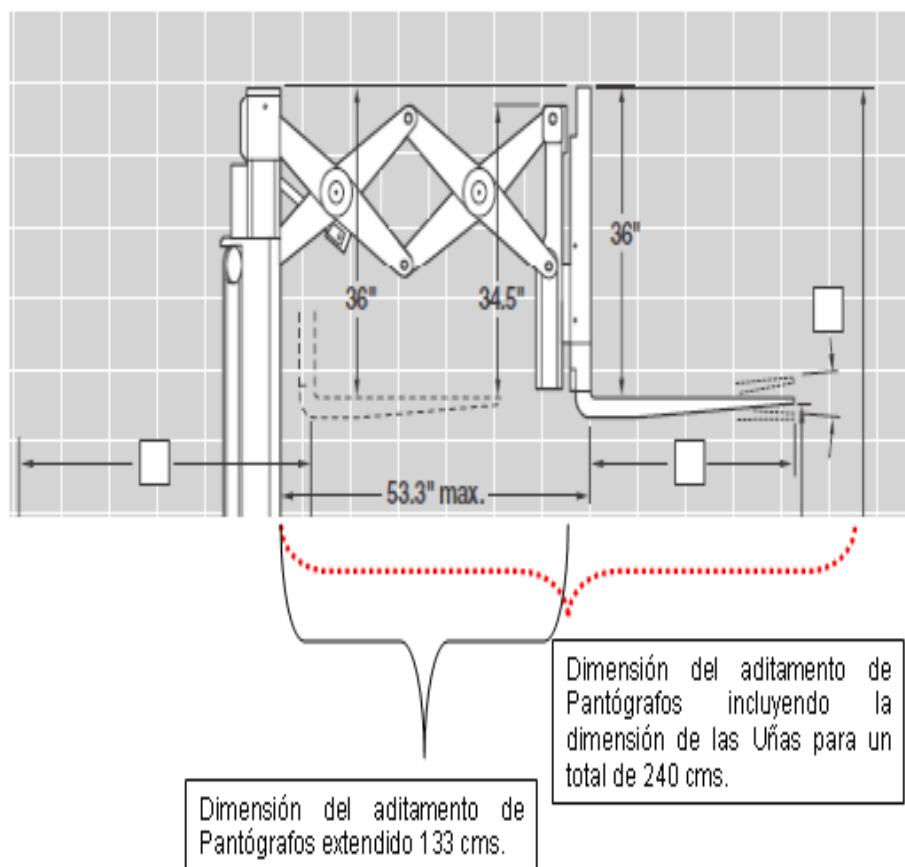 36"
34.5"
36"
53.3" max.
Dimensión del aditamento de
Pantógrafos incluyendo la
dimensión de las Uñas para un
total de 240 cms.
Dimensión del aditamento de
Pantógrafos extendido 133 cms.